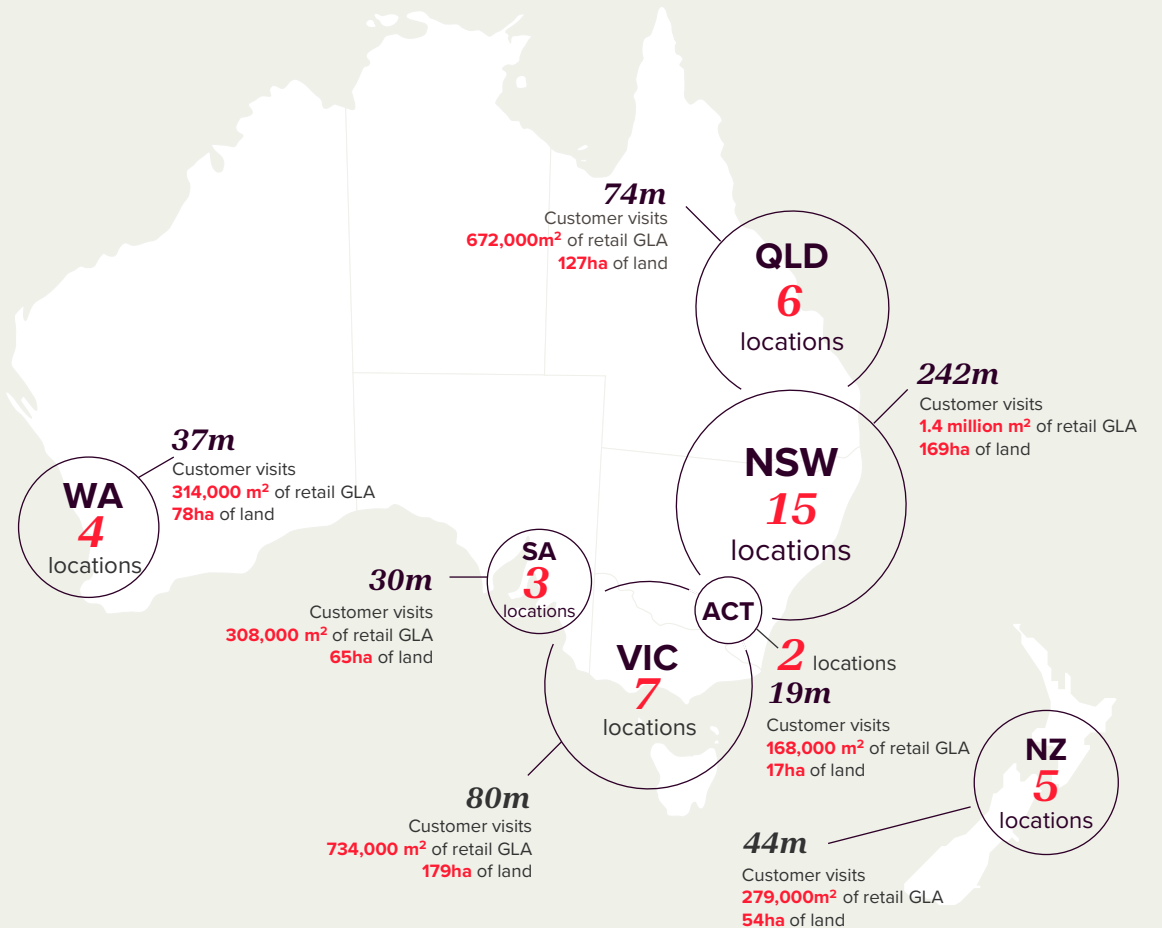 74m
Customer visits
672,000m² of retail GLA
127ha of land
QLD
6
locations
242m
Customer visits
1.4 million m² of retail GLA
169ha of land
NSW
15
locations
37m
Customer visits
314,000 m² of retail GLA
78ha of land
WA
4
locations
30m
Customer visits
308,000 m² of retail GLA
65ha of land
SA
3
locations
ACT
2 locations
19m
Customer visits
168,000 m² of retail GLA
17ha of land
VIC
7
locations
80m
Customer visits
734,000 m² of retail GLA
179ha of land
NZ
5
locations
44m
Customer visits
279,000m² of retail GLA
54ha of land